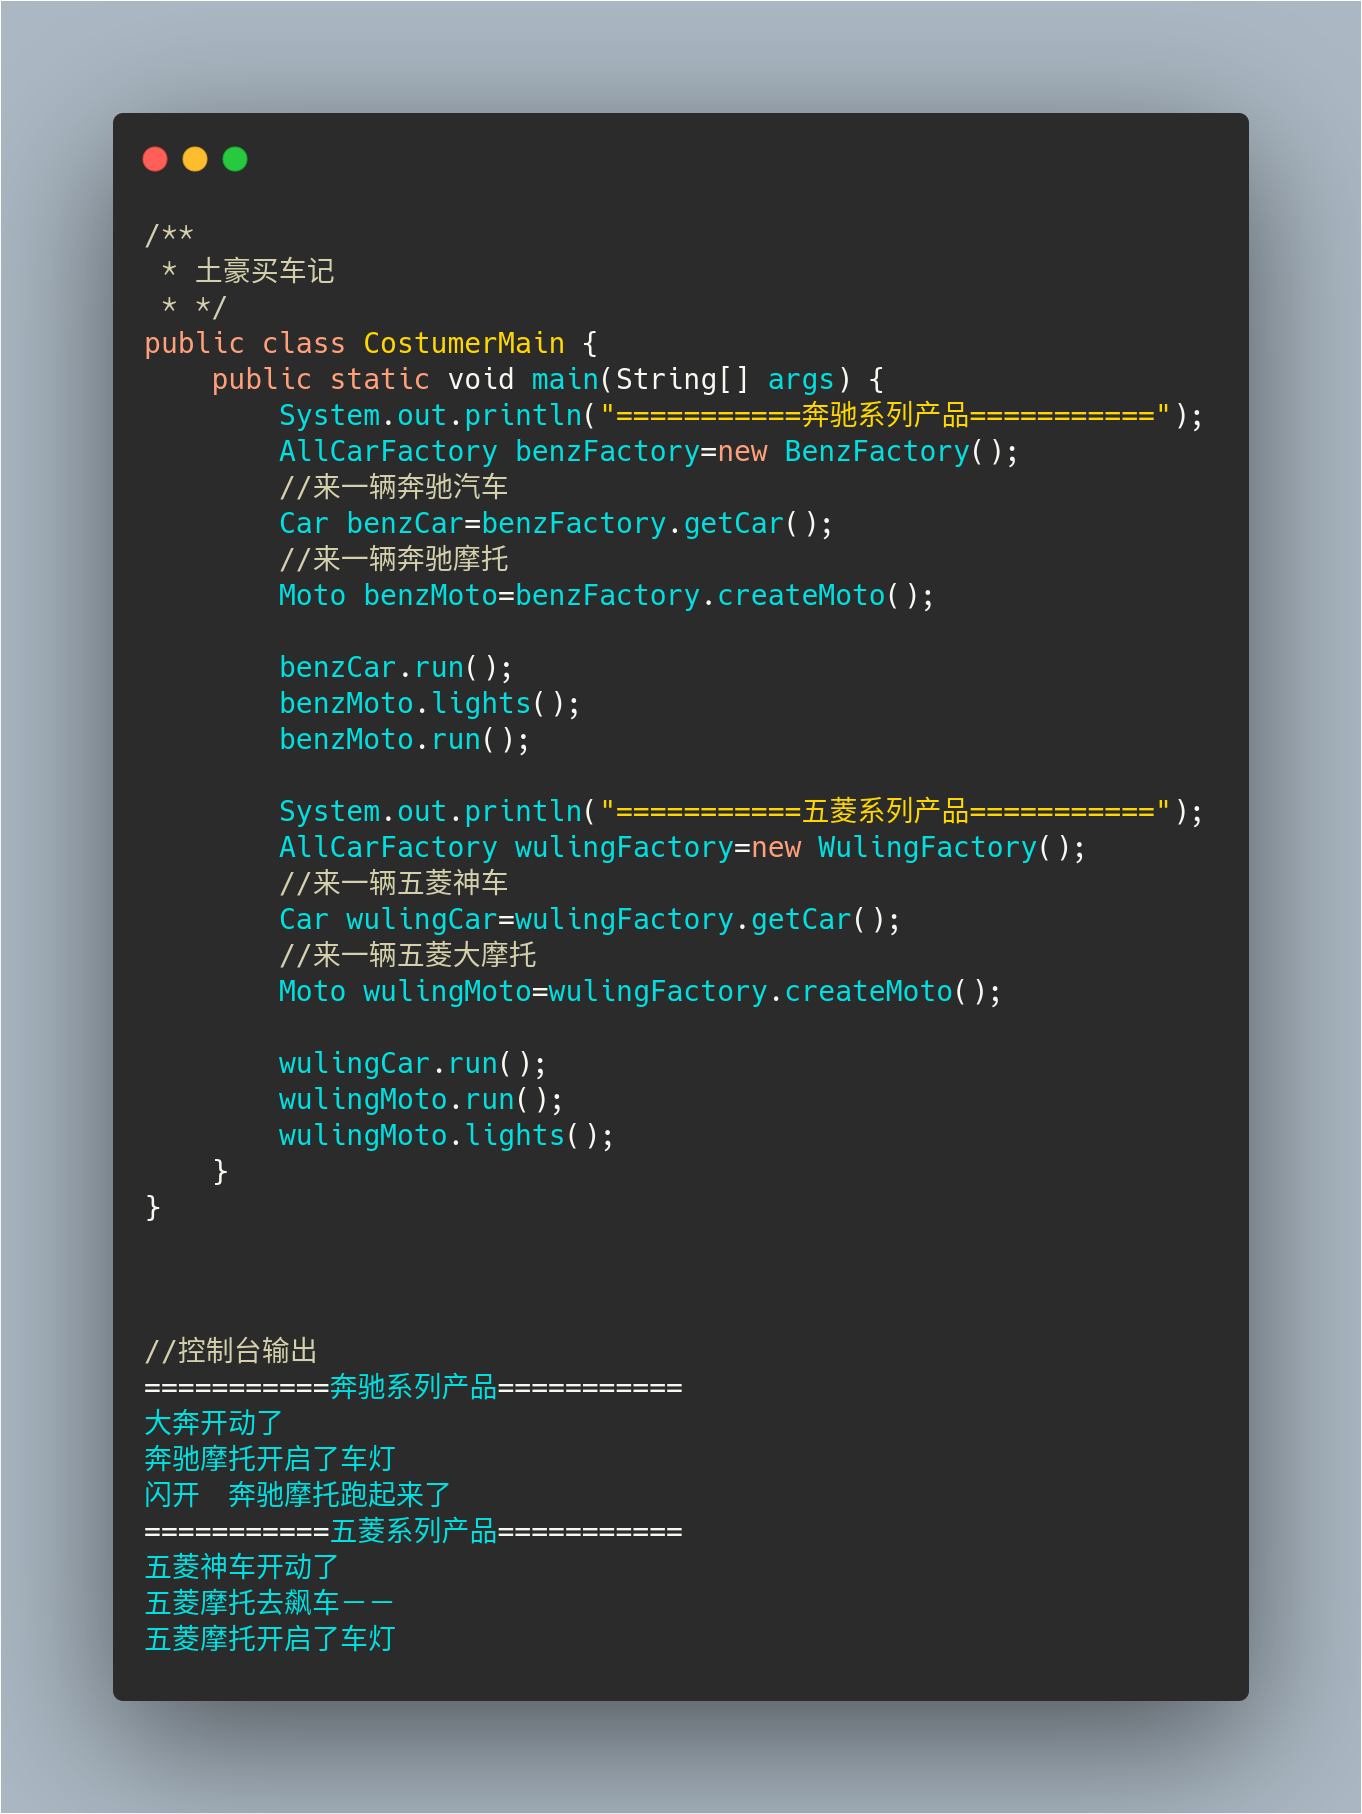 /**
 * 土豪买车记
 * */
public class CostumerMain {
    public static void main(String[] args) {
        System.out.println("===========奔驰系列产品===========");
        AllCarFactory benzFactory=new BenzFactory();
        //来一辆奔驰汽车
        Car benzCar=benzFactory.getCar();
        //来一辆奔驰摩托
        Moto benzMoto=benzFactory.createMoto();

        benzCar.run();
        benzMoto.lights();
        benzMoto.run();

        System.out.println("===========五菱系列产品===========");
        AllCarFactory wulingFactory=new WulingFactory();
        //来一辆五菱神车
        Car wulingCar=wulingFactory.getCar();
        //来一辆五菱大摩托
        Moto wulingMoto=wulingFactory.createMoto();

        wulingCar.run();
        wulingMoto.run();
        wulingMoto.lights();
    }
}

//控制台输出
===========奔驰系列产品===========
大奔开动了
奔驰摩托开启了车灯
闪开　奔驰摩托跑起来了
===========五菱系列产品===========
五菱神车开动了
五菱摩托去飙车－－
五菱摩托开启了车灯